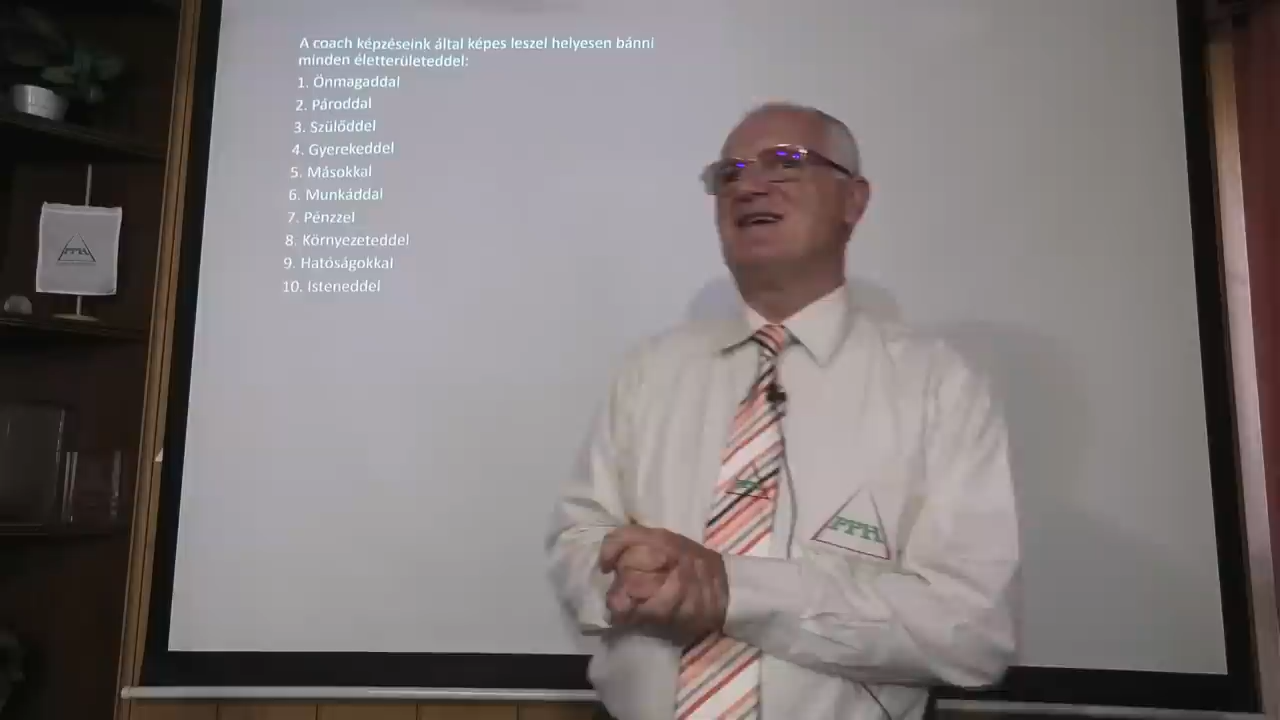 A coach képzéseink által képes leszel helyesen bánni
minden életterületeddel:
1. Önmagaddal
2. Pároddal
3. Szülőddel
4. Gyerekeddel
5. Másokkal
6. Munkáddal
7. Pénzzel
8. Környezeteddel
9. Hatóságokkal
10. Isteneddel
PPH
PPH